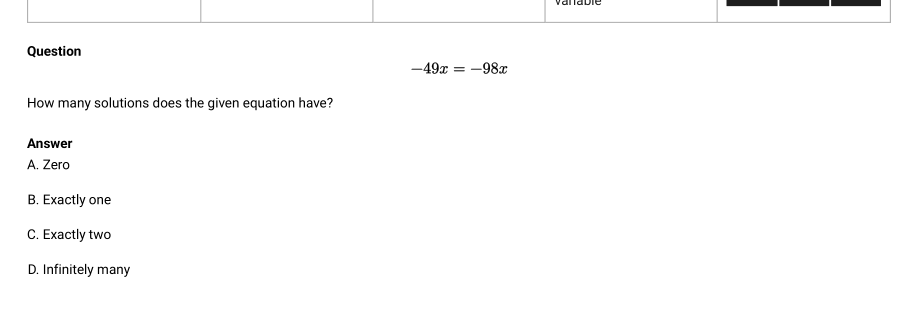 variable
Question
−49x = −98x
How many solutions does the given equation have?
Answer
A. Zero
B. Exactly one
C. Exactly two
D. Infinitely many